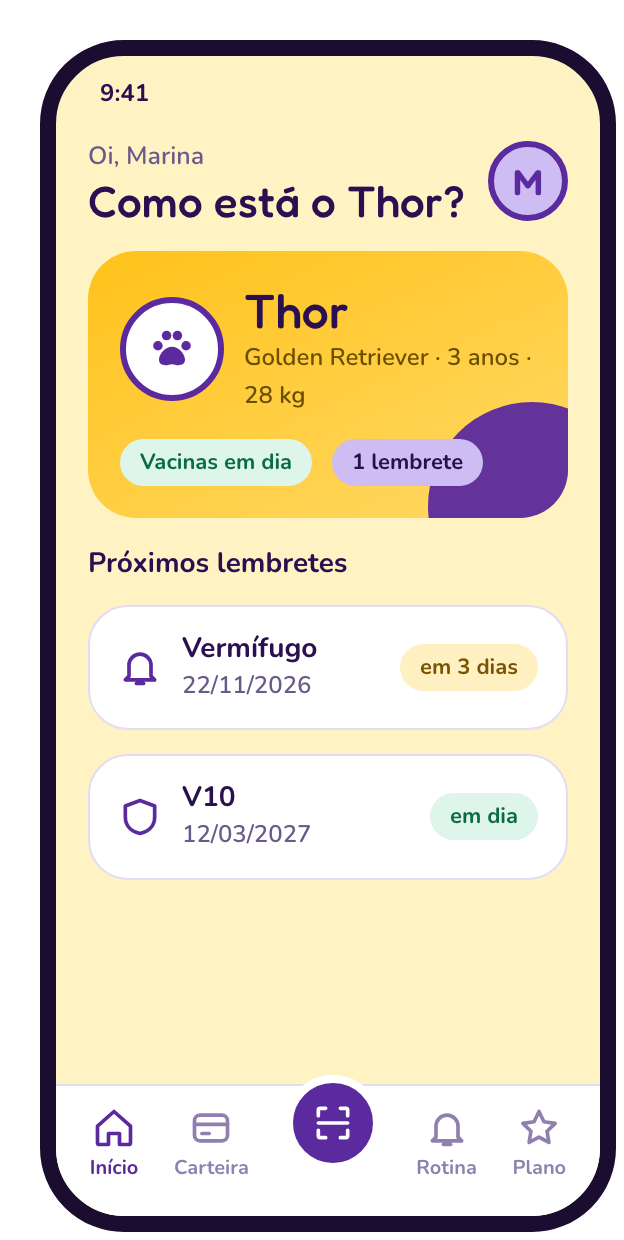 9:41
Oi, Marina
Como está o Thor?
M
Thor
Golden Retriever · 3 anos ·
28 kg
Vacinas em dia
1 lembrete
Próximos lembretes
Vermífugo
22/11/2026
em 3 dias
V10
12/03/2027
em dia
Início
Carteira
Rotina
Plano